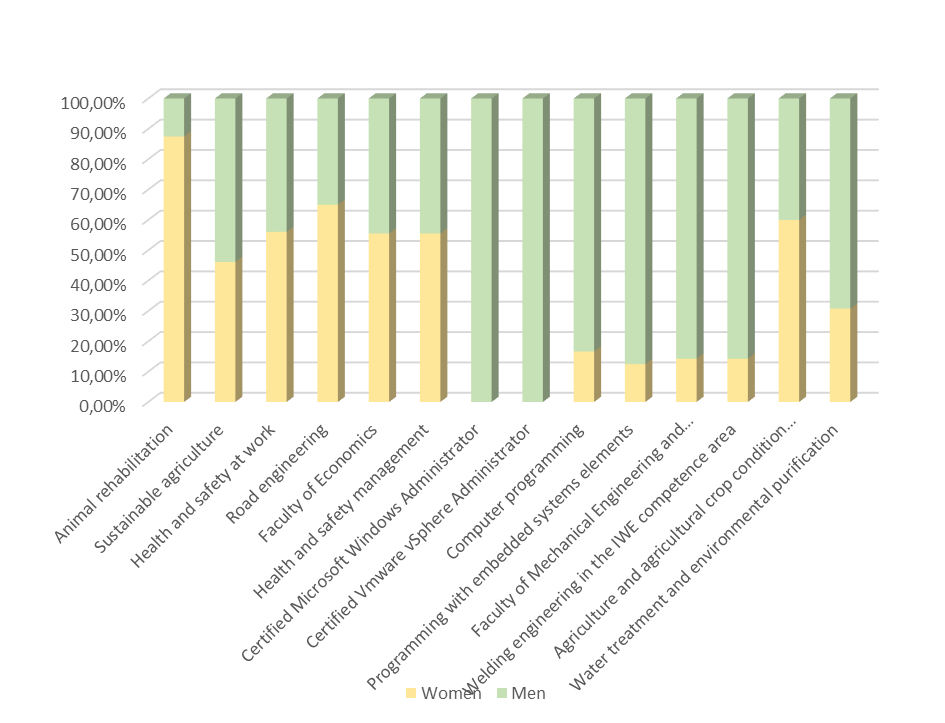 100,00%
90,00%
80,00%
70,00%
60,00%
50,00%
40,00%
30,00%
20,00%
10,00%
0,00%
Animal rehabilitation
Sustainable agriculture
Health and safety at work
Road engineering
Faculty of Economics
Health and safety management
Certified Microsoft Windows Administrator
Certified Vmware vSphere Administrator
Computer programming
Programming with embedded systems elements
Faculty of Mechanical Engineering and...
Welding engineering in the IWE competence area
Agriculture and agricultural crop condition...
Water treatment and environmental purification
Women Men